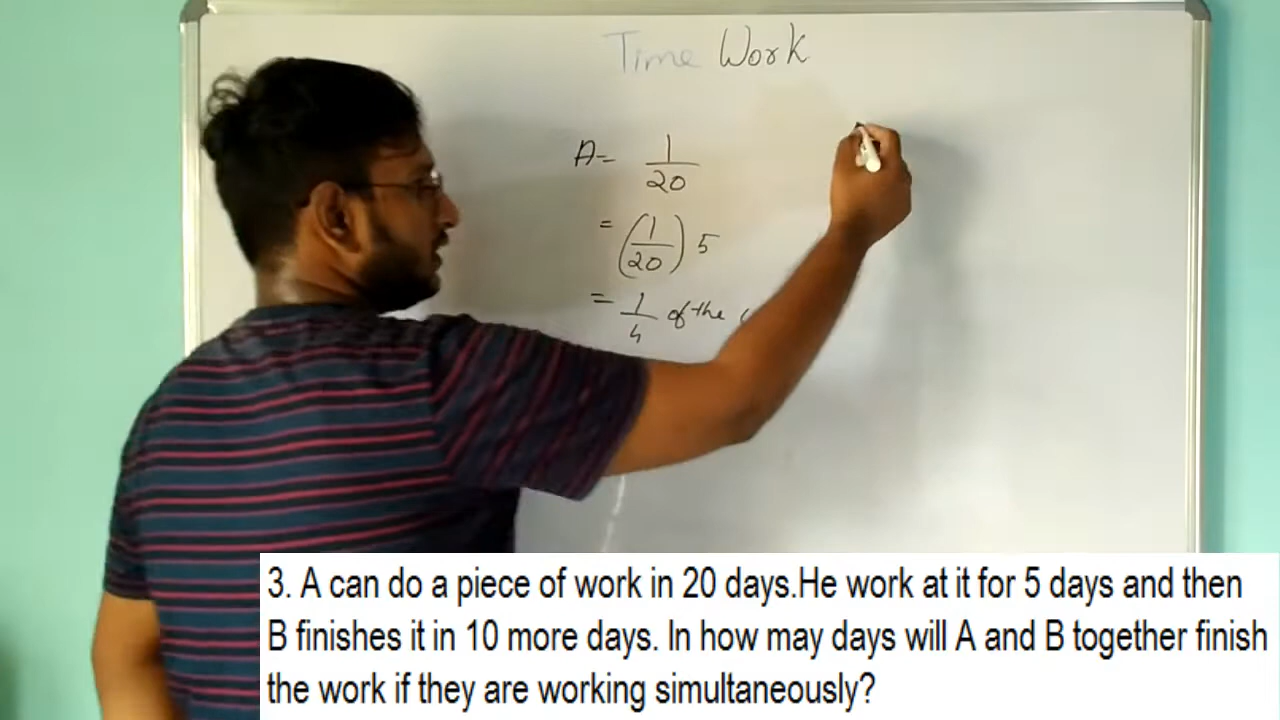 Time Work
A= 1/20
= (1/20) 5
= 1/4 of the
3. A can do a piece of work in 20 days.He work at it for 5 days and then
B finishes it in 10 more days. In how may days will A and B together finish
the work if they are working simultaneously?